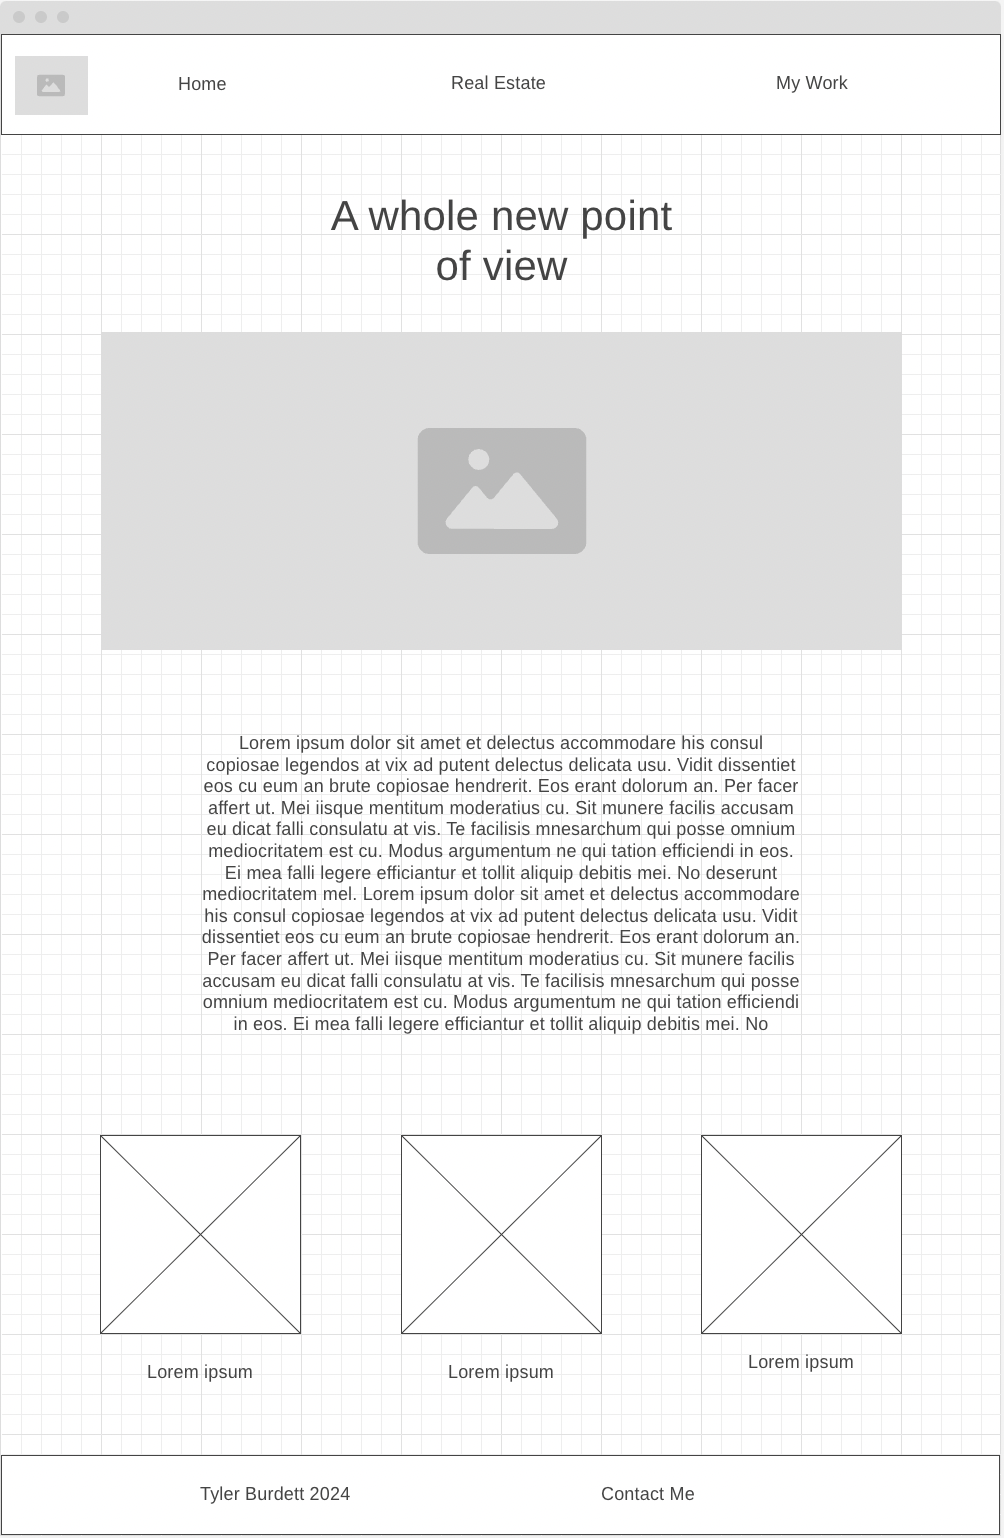 Home
Real Estate
My Work
A whole new point
of view
Lorem ipsum dolor sit amet et delectus accommodare his consul
copiosae legendos at vix ad putent delectus delicata usu. Vidit dissentiet
eos cu eum an brute copiosae hendrerit. Eos erant dolorum an. Per facer
affert ut. Mei iisque mentitum moderatius cu. Sit munere facilis accusam
eu dicat falli consulatu at vis. Te facilisis mnesarchum qui posse omnium
mediocritatem est cu. Modus argumentum ne qui tation efficiendi in eos.
Ei mea falli legere efficiantur et tollit aliquip debitis mei. No deserunt
mediocritatem mel. Lorem ipsum dolor sit amet et delectus accommodare
his consul copiosae legendos at vix ad putent delectus delicata usu. Vidit
dissentiet eos cu eum an brute copiosae hendrerit. Eos erant dolorum an.
Per facer affert ut. Mei iisque mentitum moderatius cu. Sit munere facilis
accusam eu dicat falli consulatu at vis. Te facilisis mnesarchum qui posse
omnium mediocritatem est cu. Modus argumentum ne qui tation efficiendi
in eos. Ei mea falli legere efficiantur et tollit aliquip debitis mei. No
Lorem ipsum
Lorem ipsum
Lorem ipsum
Tyler Burdett 2024
Contact Me